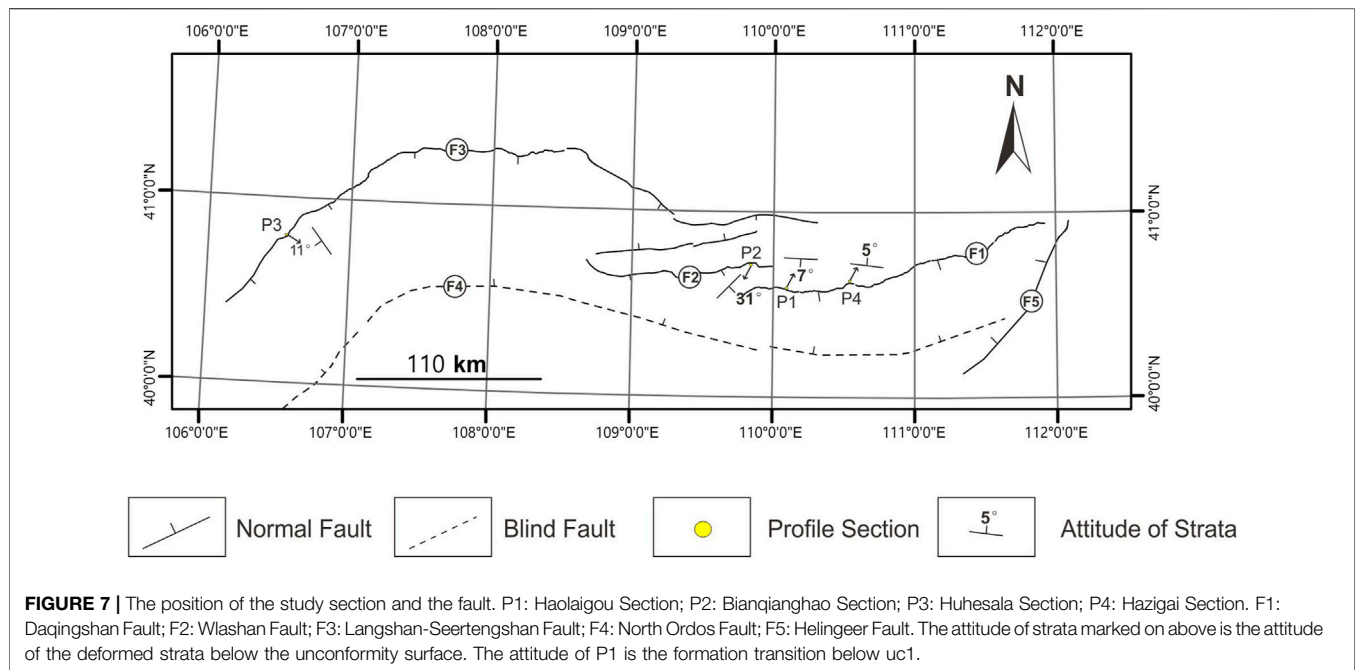 106°0'0"E 107°0'0"E 108°0'0"E 109°0'0"E 110°0'0"E 111°0'0"E 112°0'0"E
N
41°0'0"N
41°0'0"N
F3
P3
11°
P2
5°
F1
F2
7°
F4
31°
P1
P4
F5
110 km
40°0'0"N
40°0'0"N
106°0'0"E 107°0'0"E 108°0'0"E 109°0'0"E 110°0'0"E 111°0'0"E 112°0'0"E
Normal Fault Blind Fault Profile Section 5° Attitude of Strata
FIGURE 7 | The position of the study section and the fault. P1: Haolaigou Section; P2: Bianqianghao Section; P3: Huhesala Section; P4: Hazigai Section. F1:
Daqingshan Fault; F2: Wlashan Fault; F3: Langshan-Seertengshan Fault; F4: North Ordos Fault; F5: Helingeer Fault. The attitude of strata marked on above is the attitude
of the deformed strata below the unconformity surface. The attitude of P1 is the formation transition below uc1.